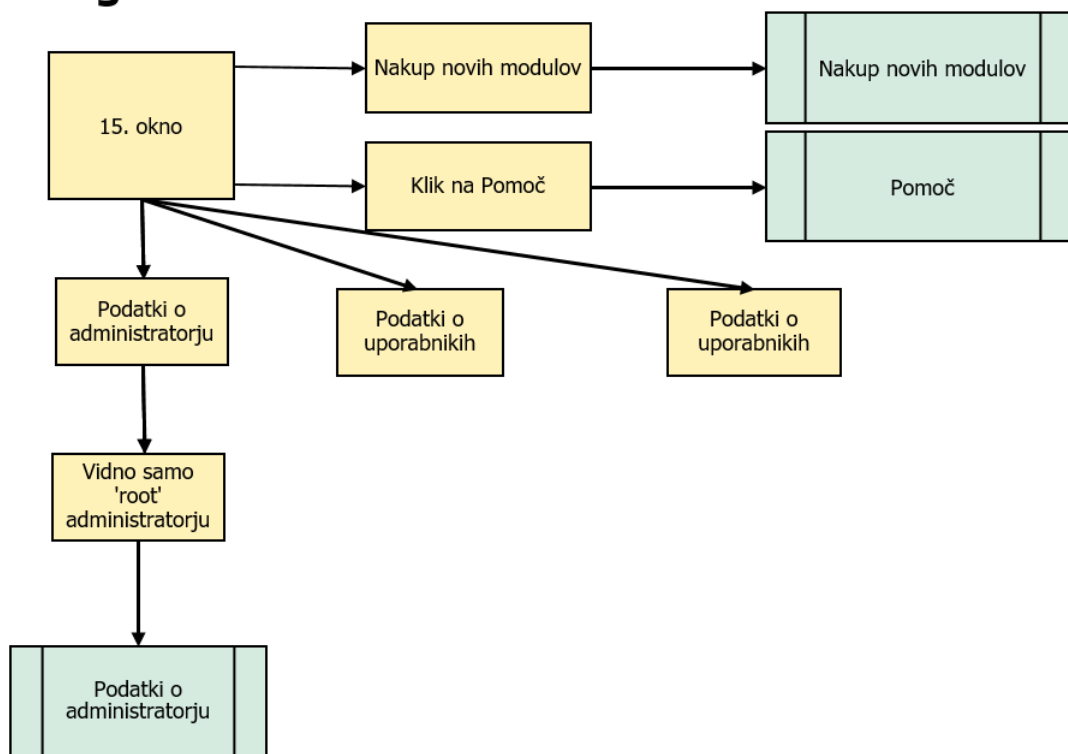 15. okno
Nakup novih modulov
Nakup novih modulov
Klik na Pomoč
Pomoč
Podatki o
administratorju
Podatki o
uporabnikih
Podatki o
uporabnikih
Vidno samo
'root'
administratorju
Podatki o
administratorju